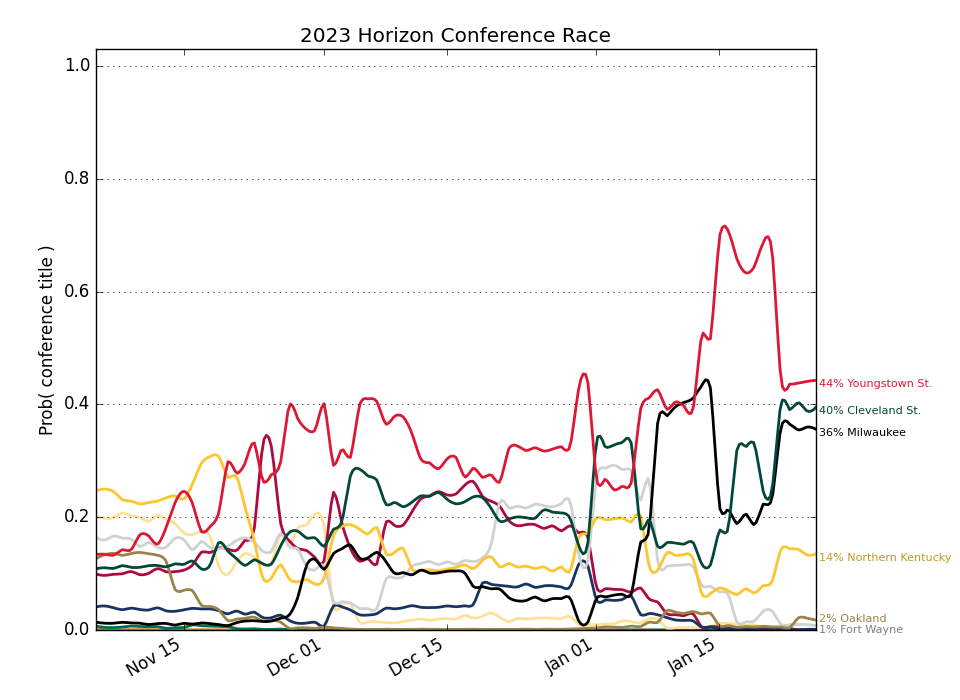 2023 Horizon Conference Race
Prob( conference title )
1.0
0.8
0.6
0.4
0.2
0.0
Nov 15
Dec 01
Dec 15
Jan 01
Jan 15
44% Youngstown St.
40% Cleveland St.
36% Milwaukee
14% Northern Kentucky
2% Oakland
1% Fort Wayne